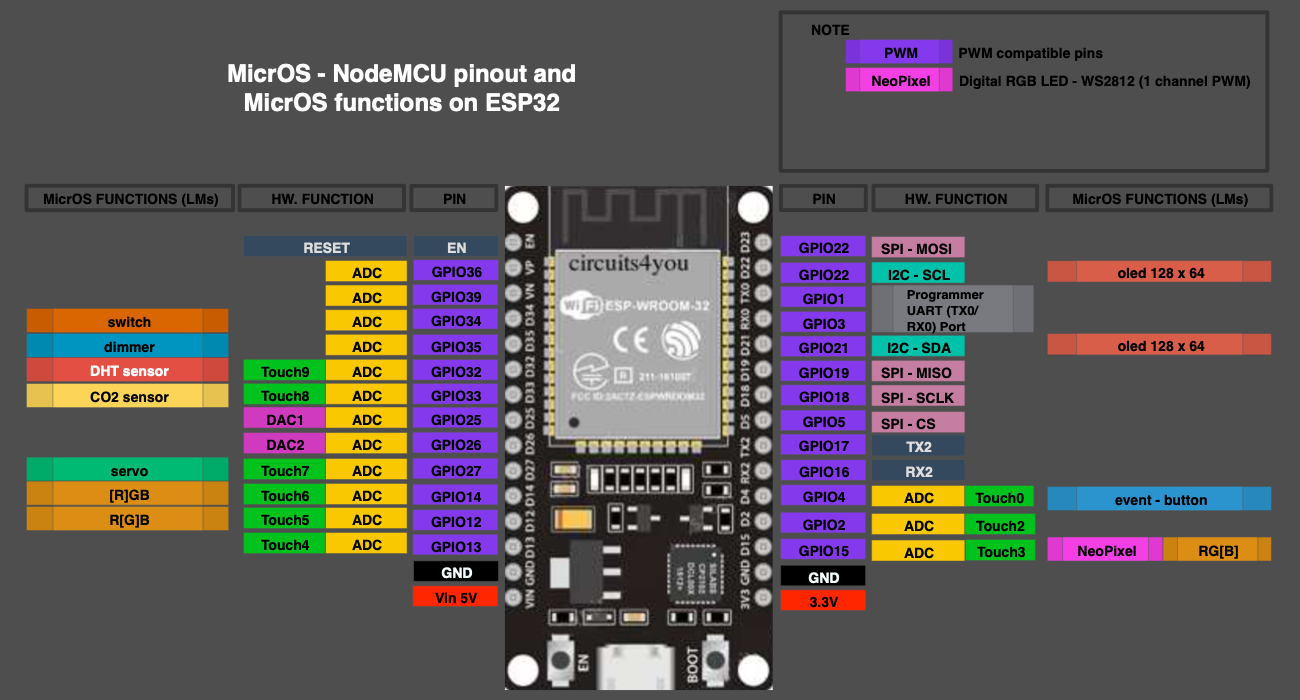 MicrOS - NodeMCU pinout and
MicrOS functions on ESP32
NOTE
PWM PWM compatible pins
NeoPixel Digital RGB LED - WS2812 (1 channel PWM)
MicrOS FUNCTIONS (LMs) HW. FUNCTION PIN
RESET EN
ADC GPIO36
ADC GPIO39
switch ADC GPIO34
dimmer ADC GPIO35
DHT sensor Touch9 ADC GPIO32
CO2 sensor Touch8 ADC GPIO33
DAC1 ADC GPIO25
DAC2 ADC GPIO26
servo Touch7 ADC GPIO27
[R]GB Touch6 ADC GPIO14
R[G]B Touch5 ADC GPIO12
Touch4 ADC GPIO13
GND
Vin 5V
EN
VP
VN
D34
D35
D32
D33
D25
D26
D27
D14
D12
D13
GND
VIN
circuits4you
WiFi ESP-WROOM-32
CE
R 211-161007
FCC ID:2AC7Z-ESPWROOM32
SILABS
CP2102
EN
BOOT
D23
D22
TX0
RX0
D21
D19
D18
D5
TX2
RX2
D4
D2
D15
GND
3V3
PIN HW. FUNCTION MicrOS FUNCTIONS (LMs)
GPIO22 SPI - MOSI
GPIO22 I2C - SCL oled 128 x 64
GPIO1
GPIO3
Programmer
UART (TX0/
RX0) Port
GPIO21 I2C - SDA oled 128 x 64
GPIO19 SPI - MISO
GPIO18 SPI - SCLK
GPIO5 SPI - CS
GPIO17 TX2
GPIO16 RX2
GPIO4 ADC Touch0 event - button
GPIO2 ADC Touch2
GPIO15 ADC Touch3 NeoPixel RG[B]
GND
3.3V